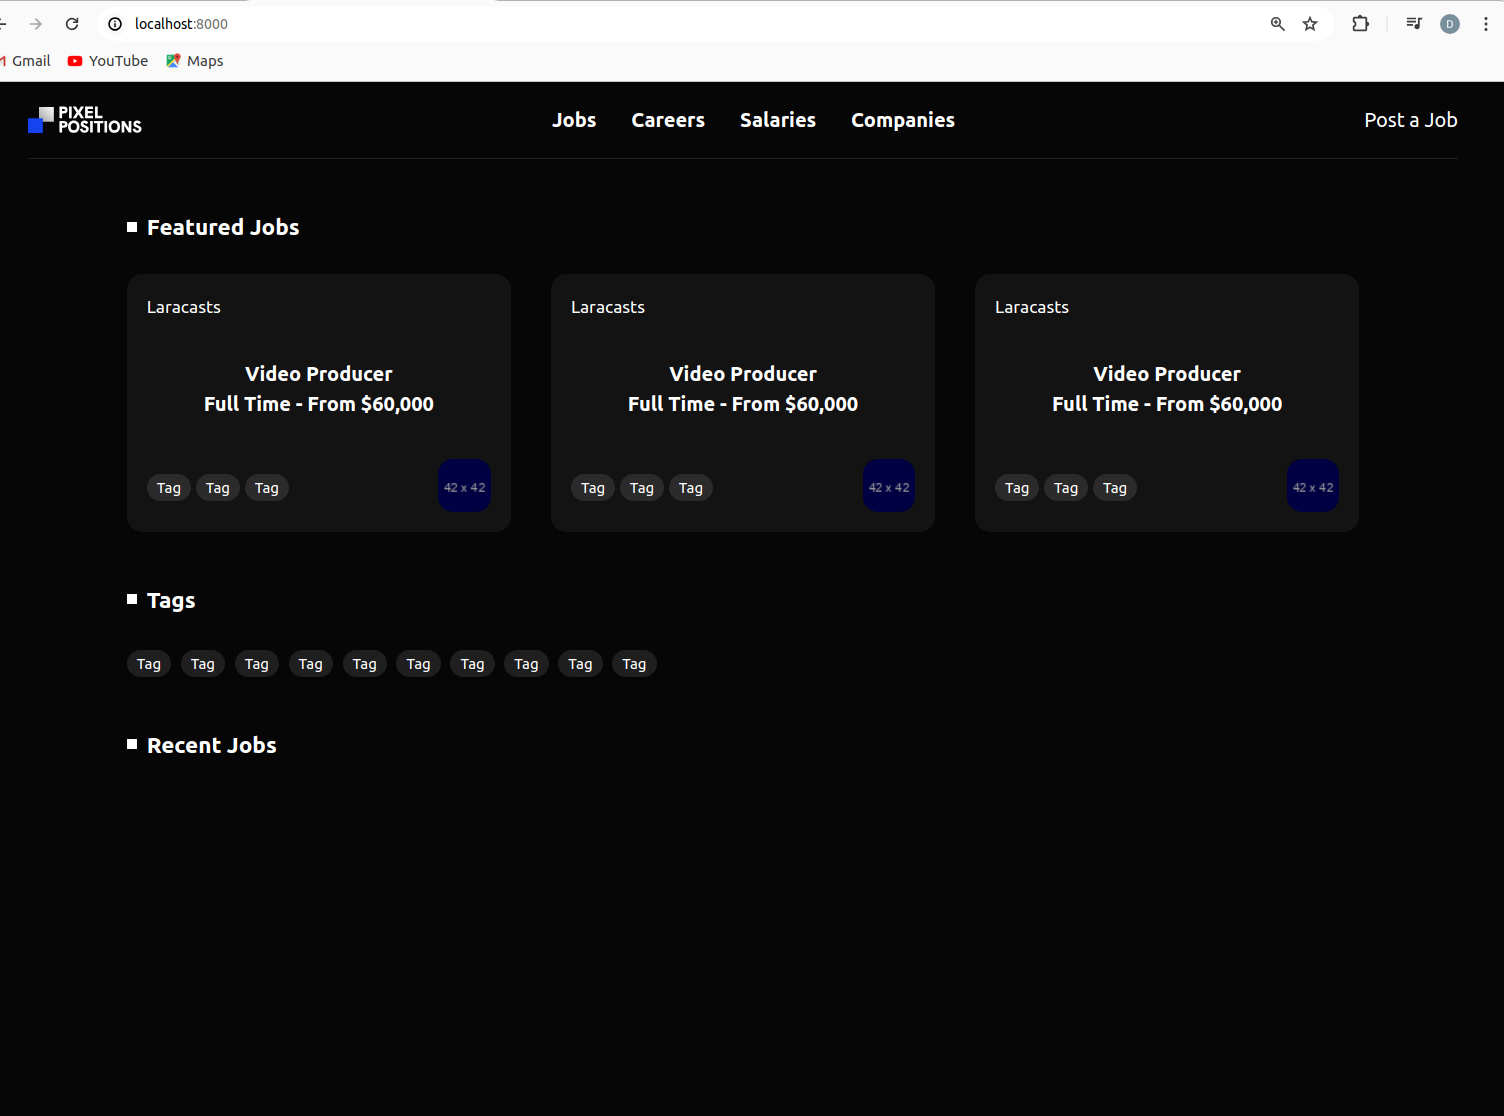 localhost:8000
D
Gmail YouTube Maps
PIXEL
POSITIONS
Jobs Careers Salaries Companies
Post a Job
Featured Jobs
Laracasts
Video Producer
Full Time - From $60,000
Tag Tag Tag
42 x 42
Laracasts
Video Producer
Full Time - From $60,000
Tag Tag Tag
42 x 42
Laracasts
Video Producer
Full Time - From $60,000
Tag Tag Tag
42 x 42
Tags
Tag Tag Tag Tag Tag Tag Tag Tag Tag Tag
Recent Jobs